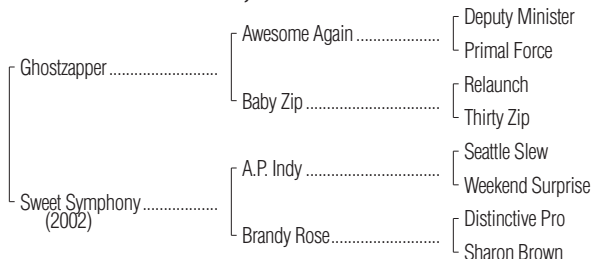 Deputy Minister
Awesome Again ....................
Primal Force
Ghostzapper ..........................
Relaunch
Baby Zip ................................
Thirty Zip
Seattle Slew
A.P. Indy ................................
Weekend Surprise
Sweet Symphony ..................
(2002)
Distinctive Pro
Brandy Rose ..........................
Sharon Brown